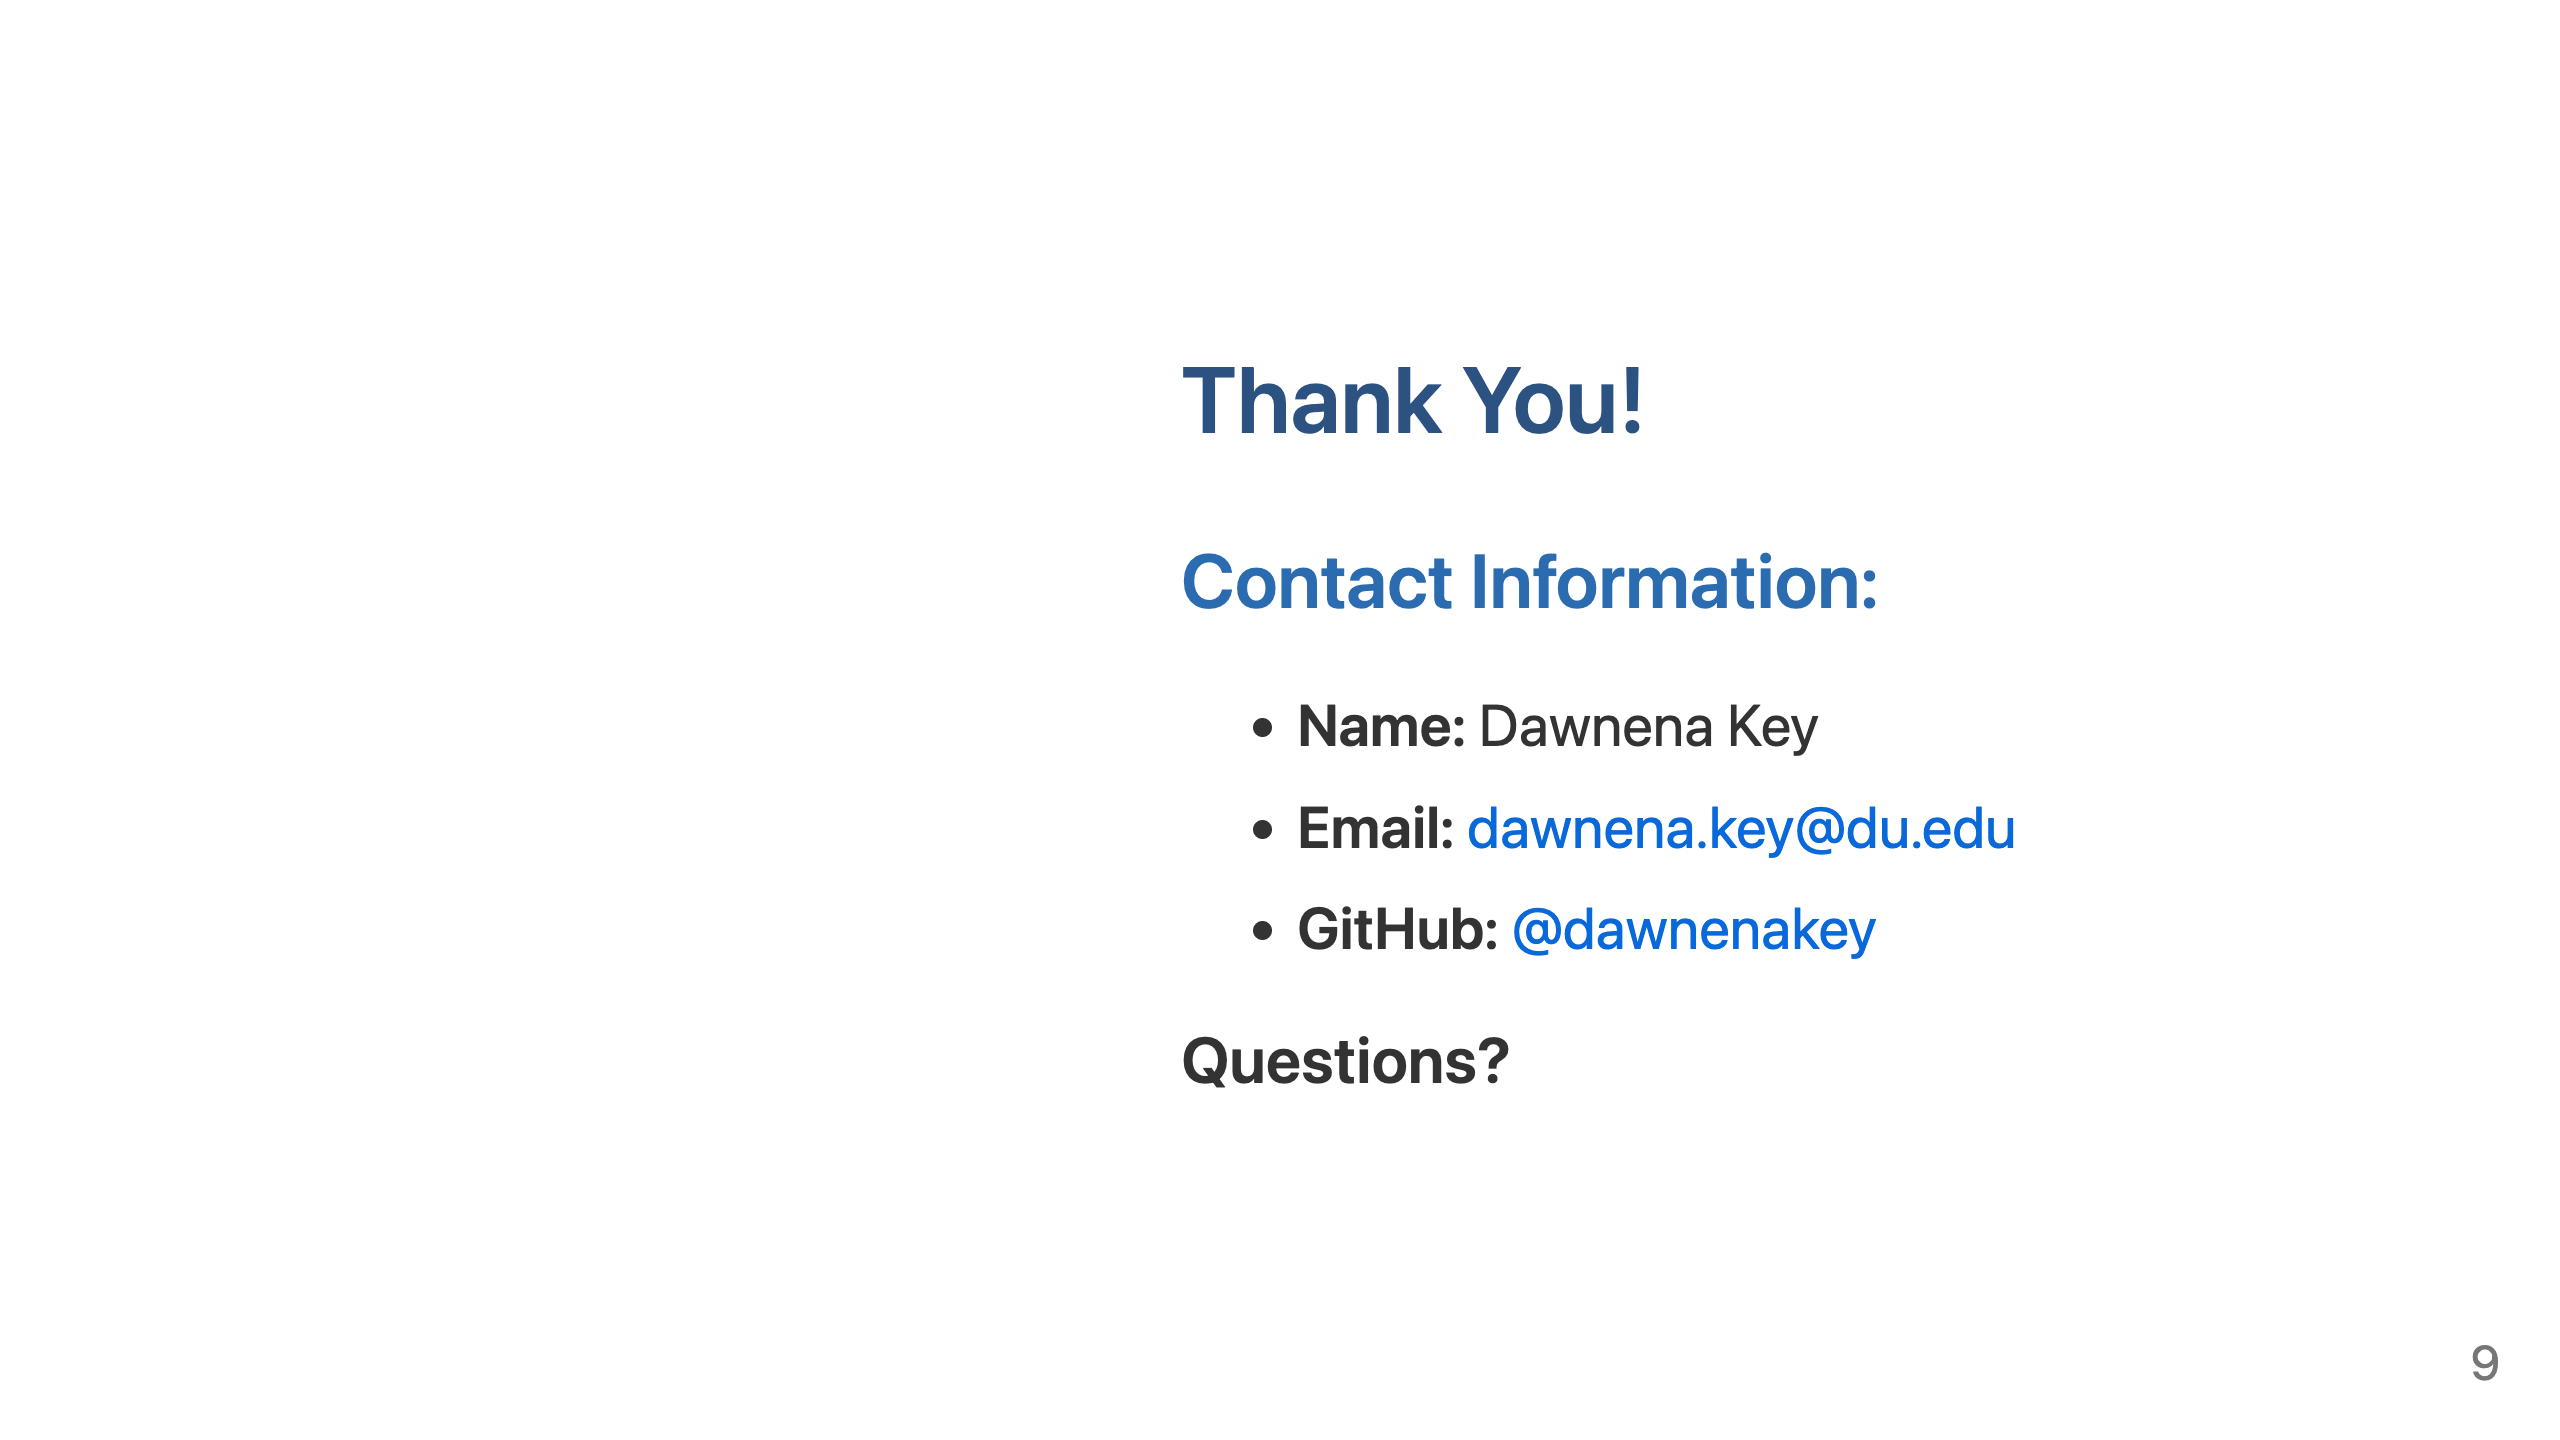 Thank You!
Contact Information:
• Name: Dawnena Key
• Email: dawnena.key@du.edu
• GitHub: @dawnenakey
Questions?
9